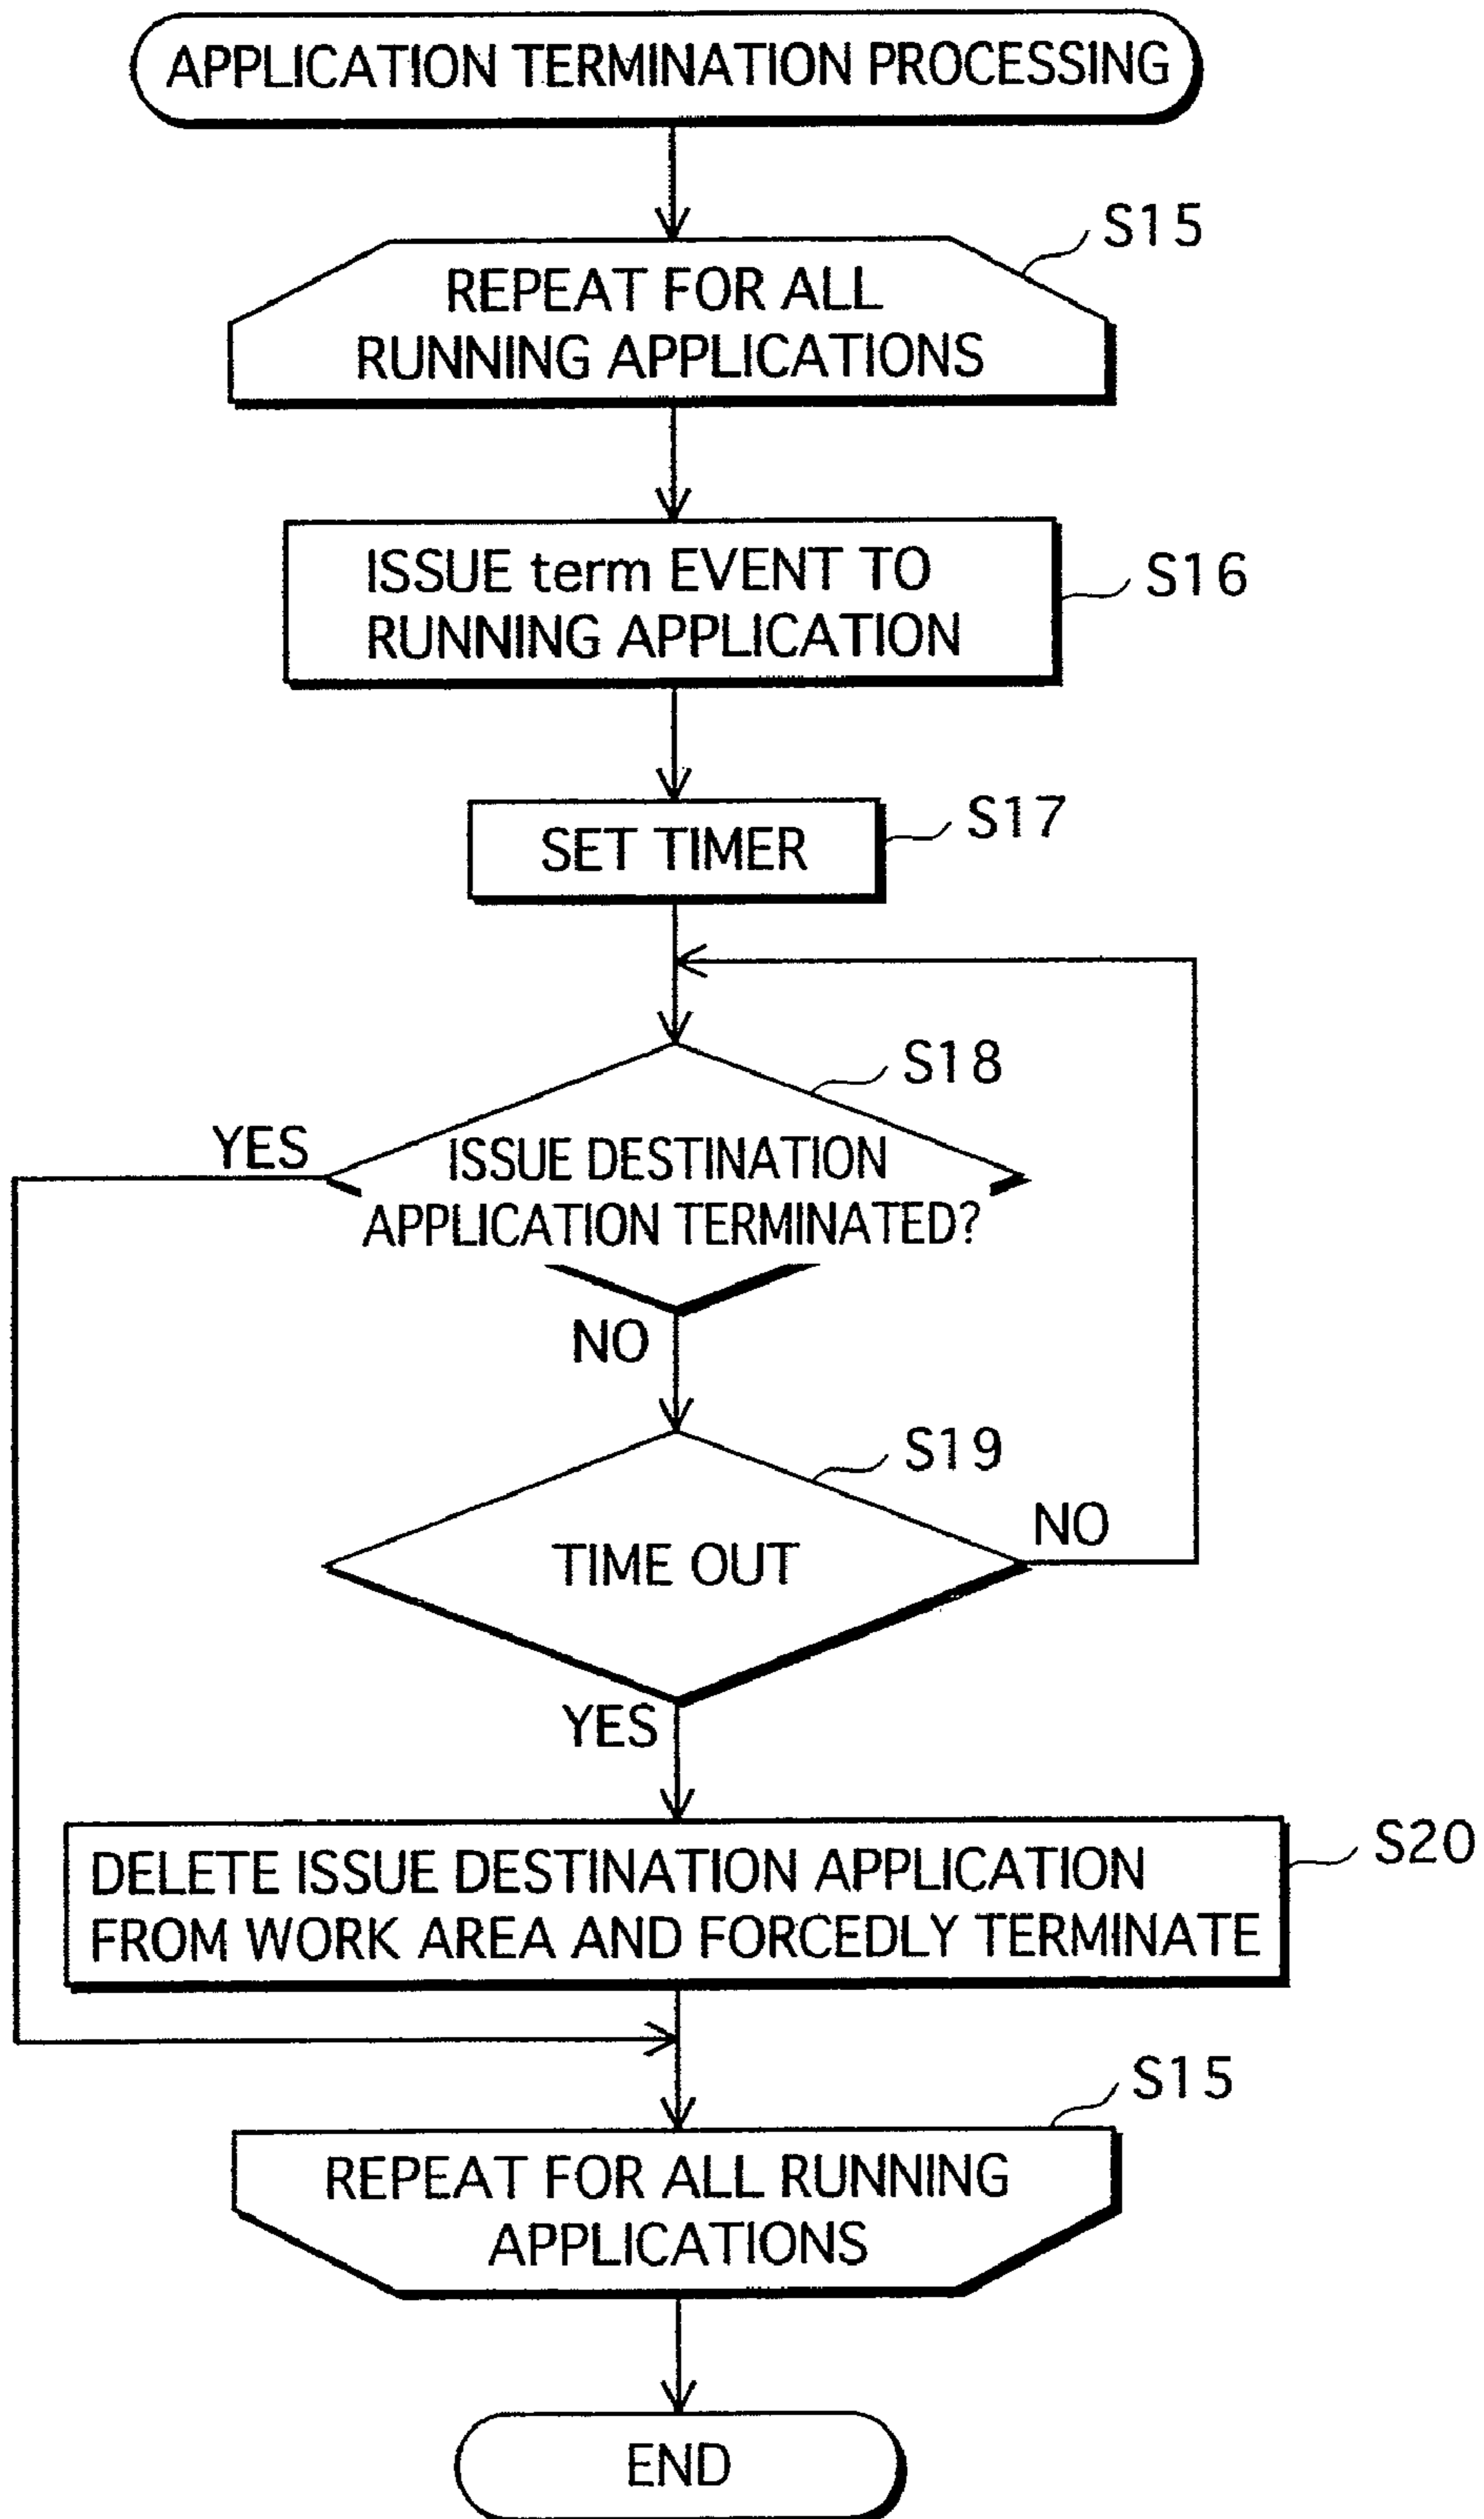 APPLICATION TERMINATION PROCESSING
S15
REPEAT FOR ALL
RUNNING APPLICATIONS
ISSUE term EVENT TO
RUNNING APPLICATION
S16
SET TIMER
S17
S18
YES
ISSUE DESTINATION
APPLICATION TERMINATED?
NO
S19
NO
TIME OUT
YES
DELETE ISSUE DESTINATION APPLICATION
FROM WORK AREA AND FORCEDLY TERMINATE
S20
S15
REPEAT FOR ALL RUNNING
APPLICATIONS
END